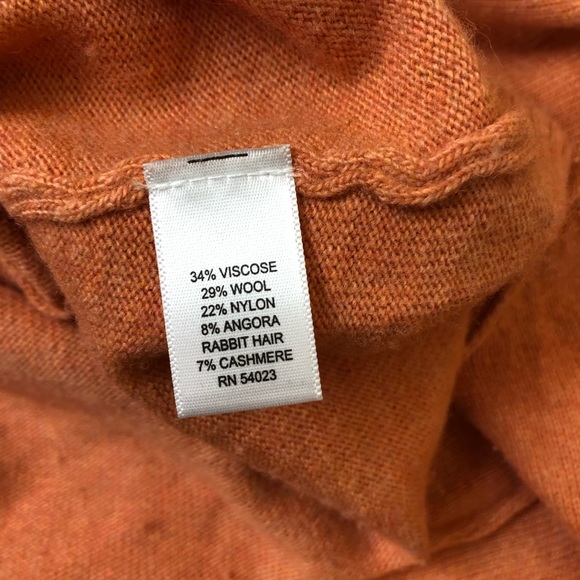 34% VISCOSE
29% WOOL
22% NYLON
8% ANGORA
RABBIT HAIR
7% CASHMERE
RN 54023